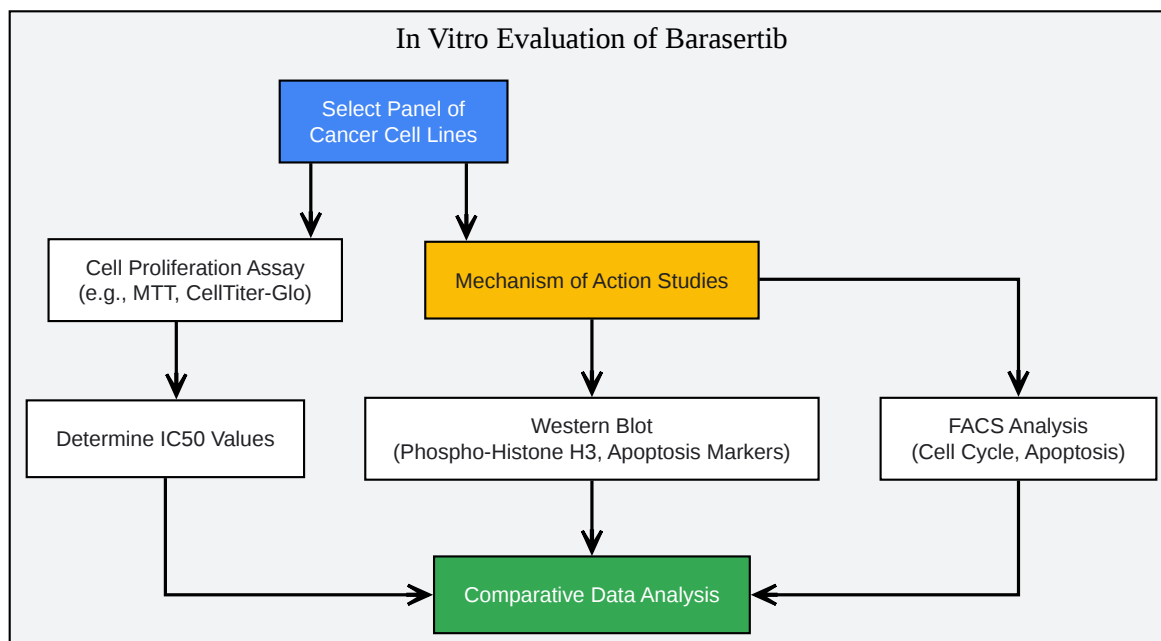 In Vitro Evaluation of Barasertib
Select Panel of
Cancer Cell Lines
Cell Proliferation Assay
(e.g., MTT, CellTiter-Glo)
Mechanism of Action Studies
Determine IC50 Values
Western Blot
(Phospho-Histone H3, Apoptosis Markers)
FACS Analysis
(Cell Cycle, Apoptosis)
Comparative Data Analysis